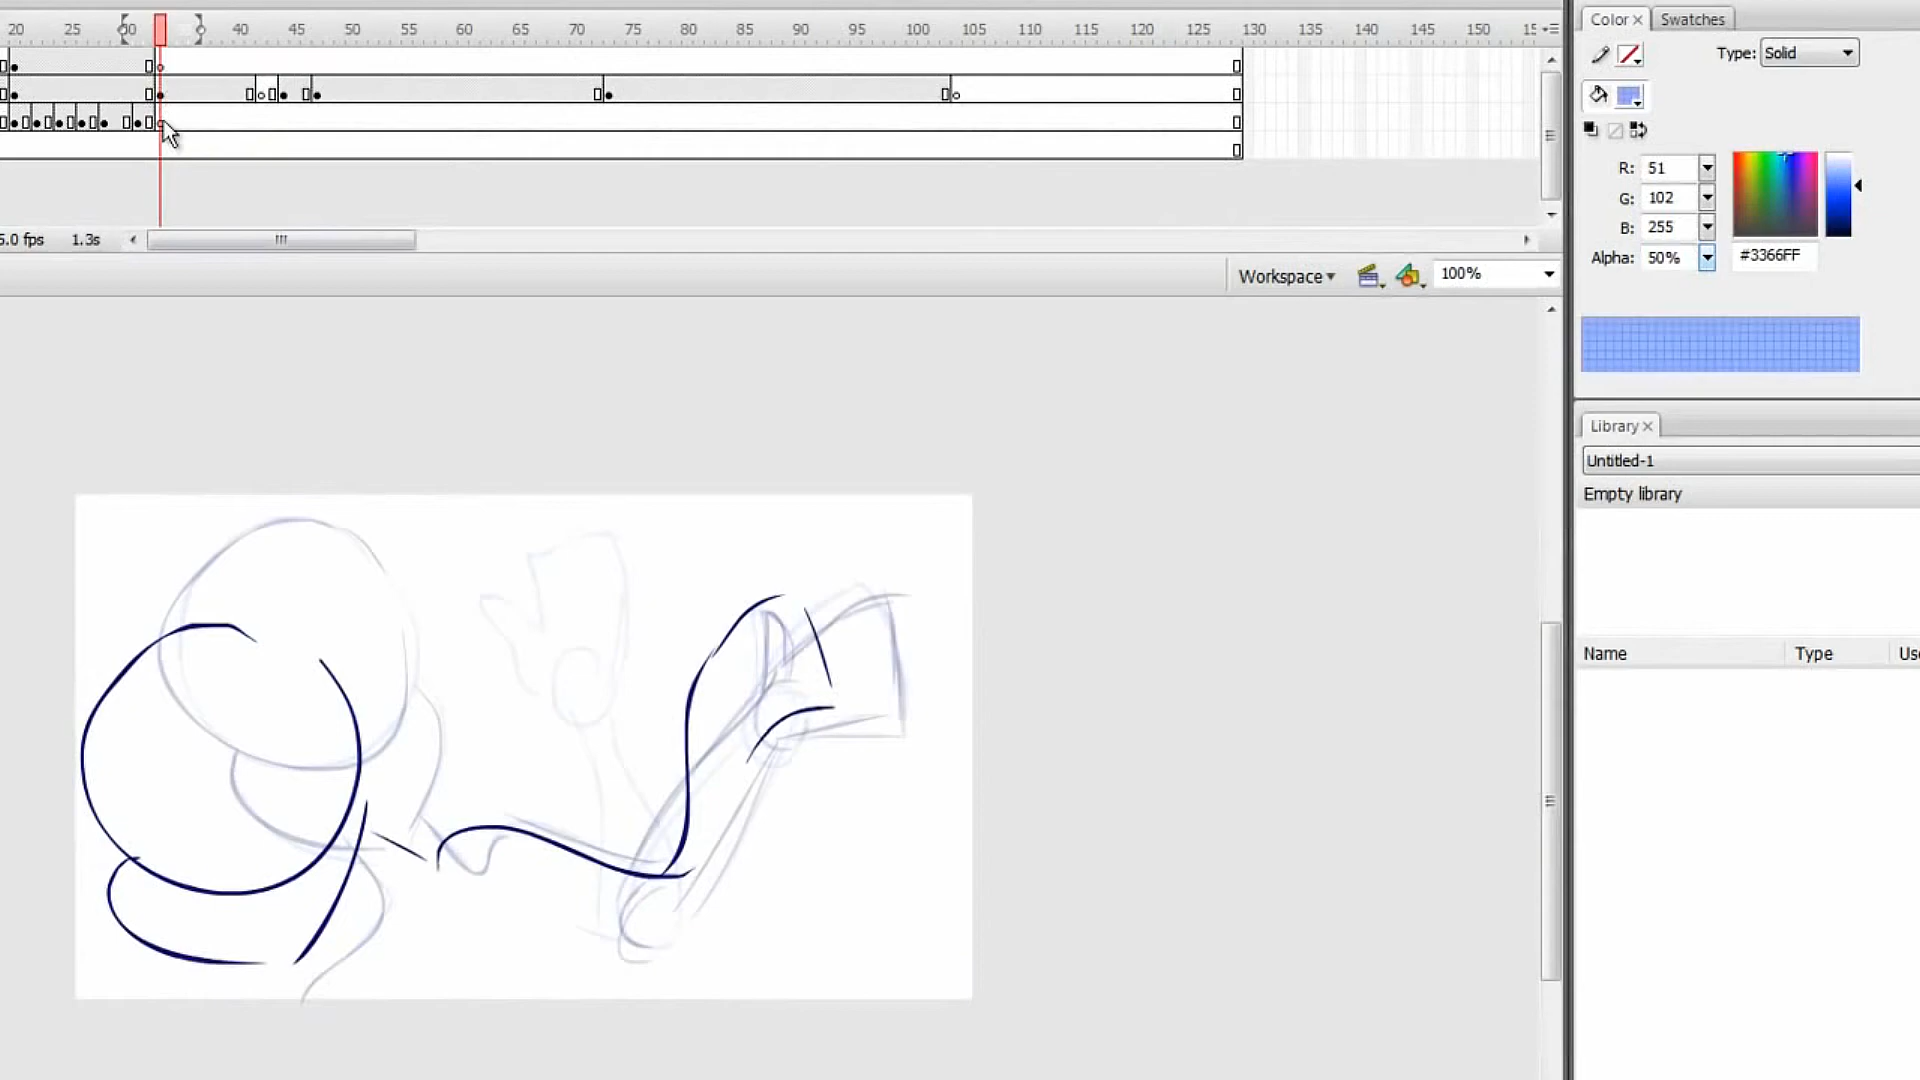 20 25 30 40 45 50 55 60 65 70 75 80 85 90 95 100 105 110 115 120 125 130 135 140 145 150
5.0 fps 1.3s
Workspace 100%
Color Swatches
Type: Solid
R: 51
G: 102
B: 255
Alpha: 50% #3366FF
Library
Untitled-1
Empty library
Name Type